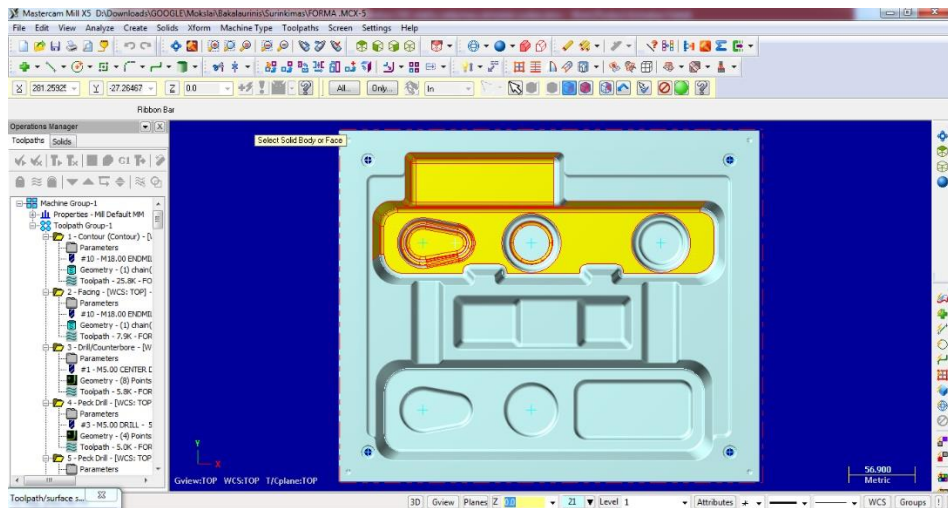 Mastercam Mill X5 D:\Downloads\GOOGLE\Mokslai\Bakalaurinis\Surinkimas\FORMA .MCX-5
File Edit View Analyze Create Solids Xform Machine Type Toolpaths Screen Settings Help
X 281.2592 Y -27.26467 Z 0.0 All... Only... In
Ribbon Bar
Operations Manager
Select Solid Body or Face
Toolpaths Solids
G1
Machine Group-1
Properties - Mill Default MM
Toolpath Group-1
1 - Contour (Contour) - [W
Parameters
#10 - M18.00 ENDMI
Geometry - (1) chain(
Toolpath - 25.8K - FO
2 - Facing - [WCS: TOP] -
Parameters
#10 - M18.00 ENDMI
Geometry - (1) chain(
Toolpath - 7.9K - FOR
3 - Drill/Counterbore - [W
Parameters
#1 - M5.00 CENTER D
Geometry - (8) Points
Toolpath - 5.8K - FOR
4 - Peck Drill - [WCS: TOP
Parameters
#3 - M5.00 DRILL - 5
Geometry - (4) Points
Toolpath - 5.0K - FOR
5 - Peck Drill - [WCS: TOP
Parameters
Y
X
Gview:TOP WCS:TOP T/Cplane:TOP
56.900
Metric
Toolpath/surface s...
3D Gview Planes Z 0.0 21 Level 1 Attributes WCS Groups